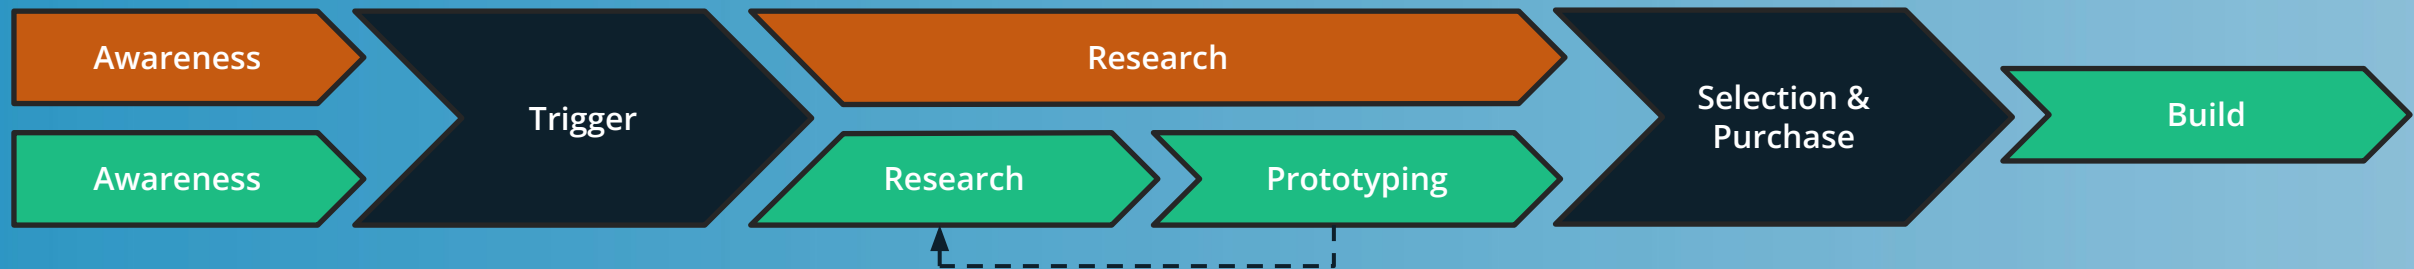 Awareness
Awareness
Trigger
Research
Research
Prototyping
Selection &
Purchase
Build